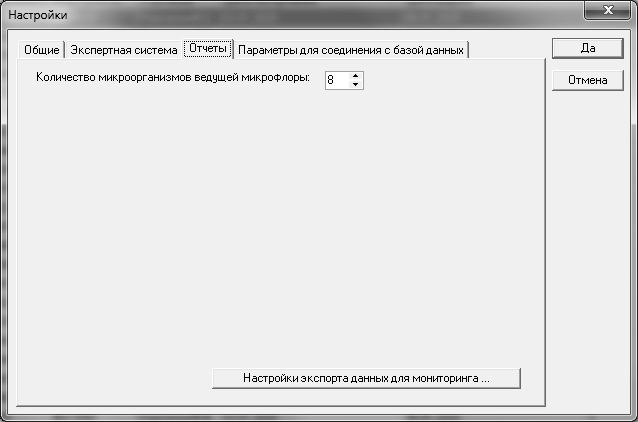 Настройки
Общие Экспертная система Отчеты Параметры для соединения с базой данных
Да
Количество микроорганизмов ведущей микрофлоры: 8
Отмена
Настройки экспорта данных для мониторинга ...